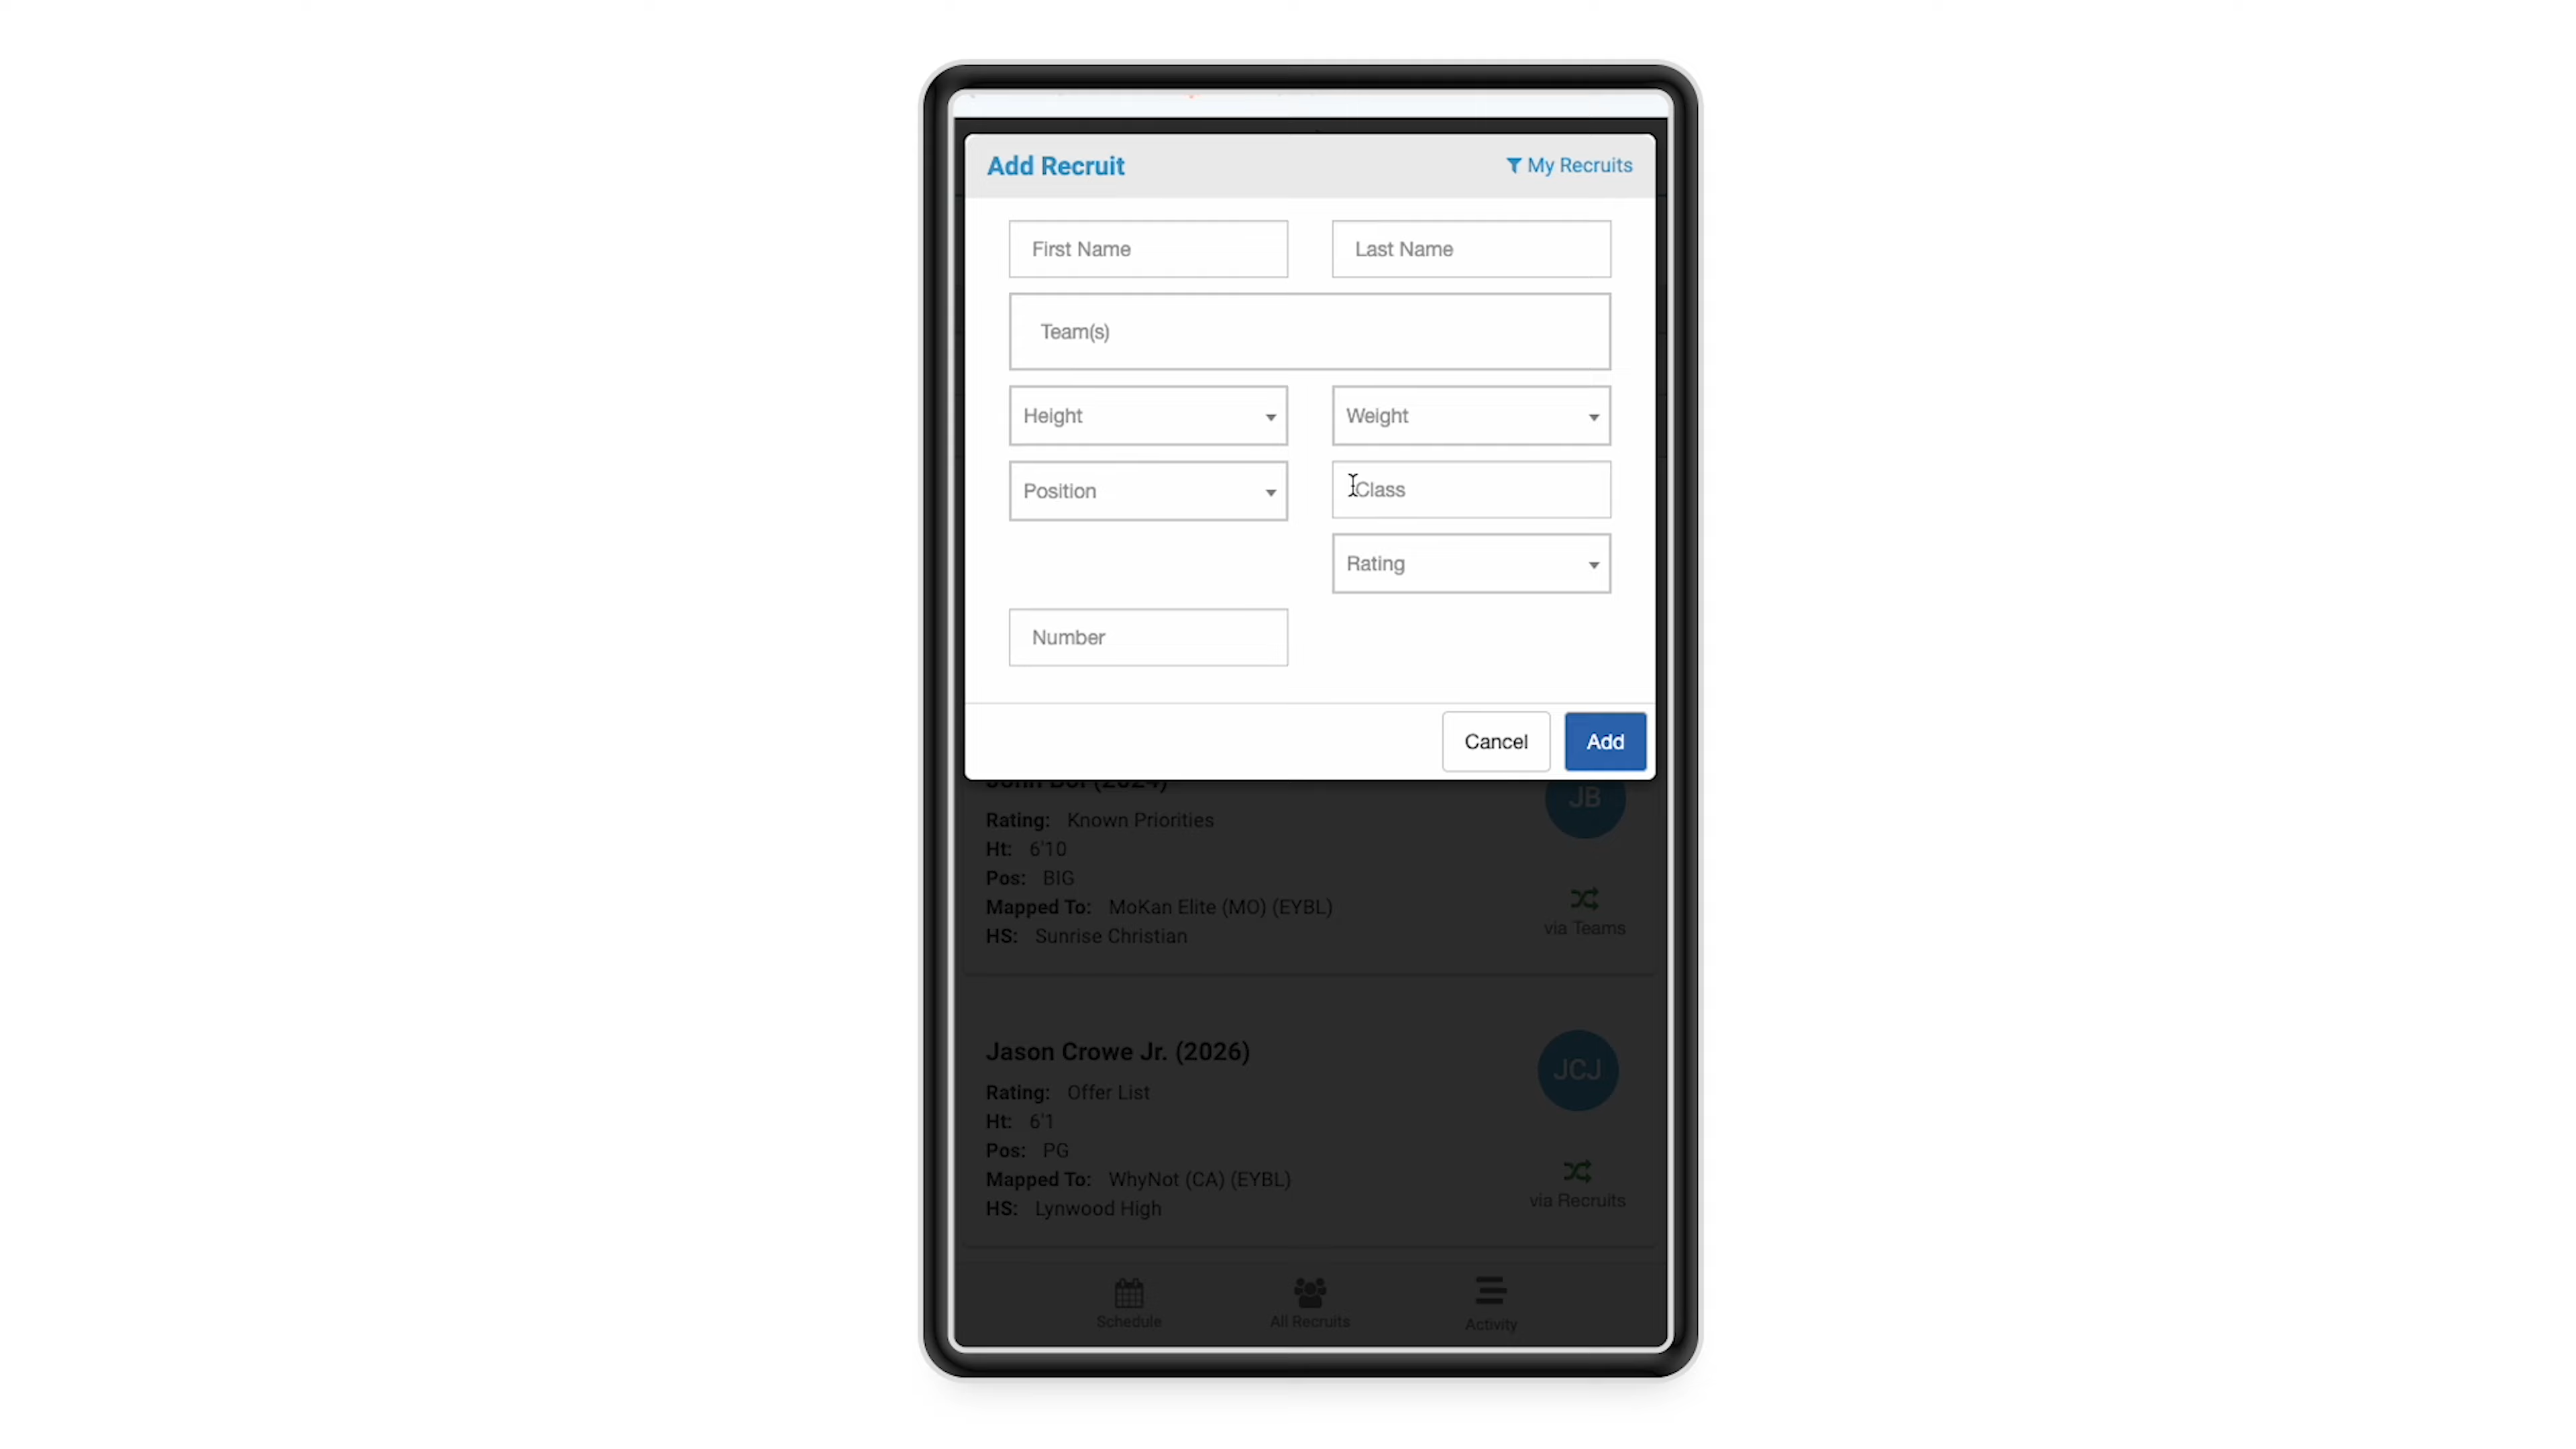 Add Recruit
My Recruits
First Name
Last Name
Team(s)
Height
Weight
Position
Class
Rating
Number
Cancel
Add
JB
Rating: Known Priorities
Ht: 6'10
Pos: BIG
Mapped To: MoKan Elite (MO) (EYBL)
via Teams
HS: Sunrise Christian
Jason Crowe Jr. (2026)
JCJ
Rating: Offer List
Ht: 6'1
Pos: PG
Mapped To: WhyNot (CA) (EYBL)
via Recruits
HS: Lynwood High
Schedule
All Recruits
Activity